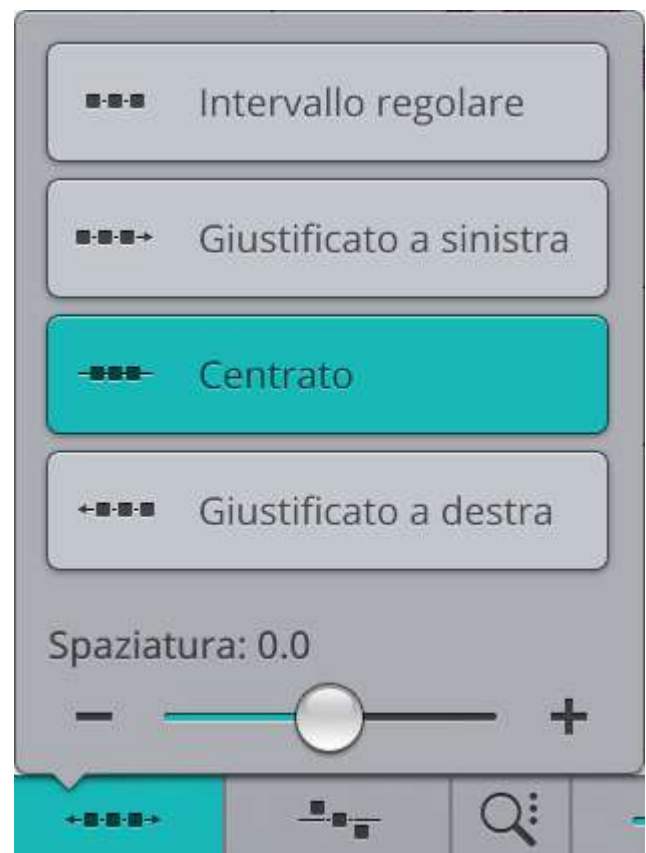 Intervallo regolare
Giustificato a sinistra
Centrato
Giustificato a destra
Spaziatura: 0.0